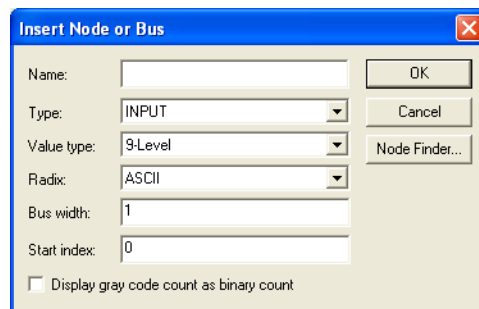 Insert Node or Bus
Name:
OK
Type:
INPUT
Cancel
Value type:
9-Level
Node Finder...
Radix:
ASCII
Bus width:
1
Start index:
0
Display gray code count as binary count